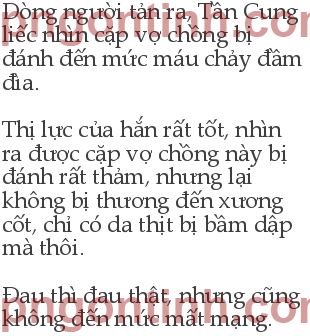 Dòng người tản ra, Tần Cung
liếc nhìn cặp vợ chồng bị
đánh đến mức máu chảy đầm
đìa.
Thị lực của hắn rất tốt, nhìn
ra được cặp vợ chồng này bị
đánh rất thảm, nhưng lại
không bị thương đến xương
cốt, chỉ có da thịt bị bầm dập
mà thôi.
Đau thì đau thật, nhưng cũng
không đến mức mất mạng.